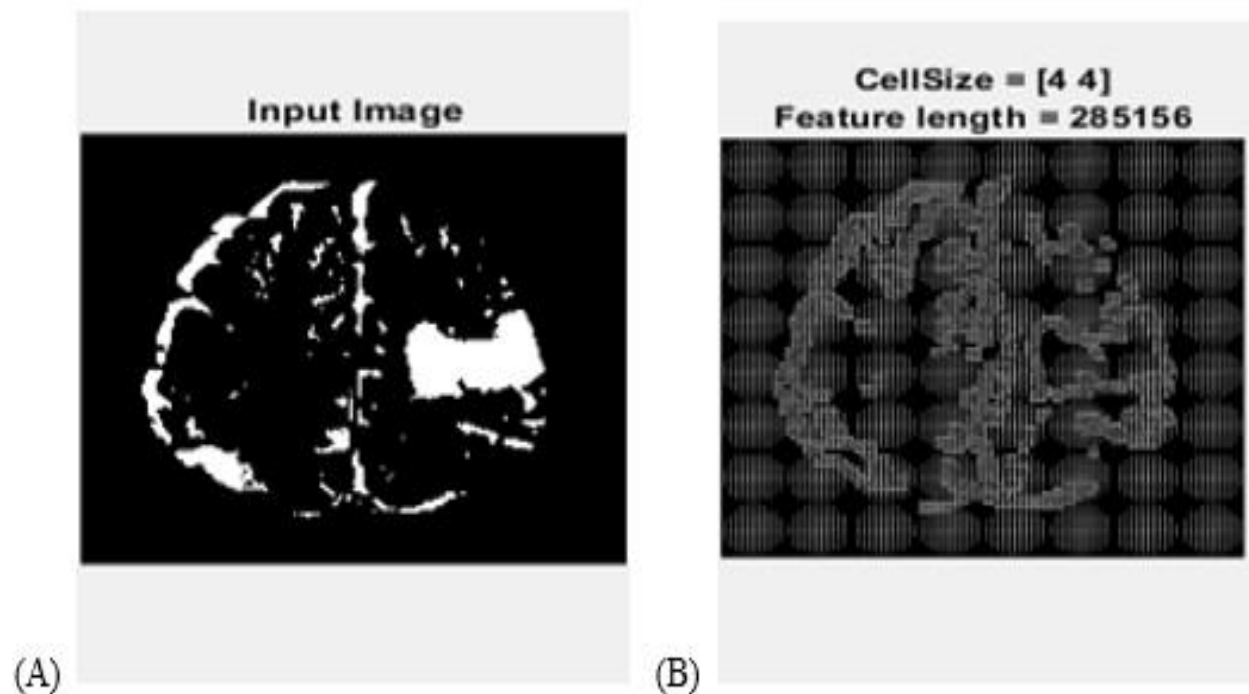 Input Image
CellSize = [4 4]
Feature length = 285156
(A)
(B)